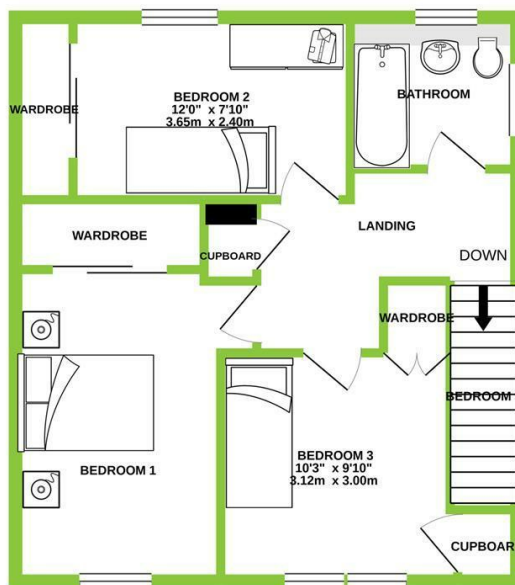 BEDROOM 2
12'0" x 7'10"
3.65m x 2.40m
WARDROBE
BATHROOM
WARDROBE
CUPBOARD
LANDING
DOWN
WARDROBE
BEDROOM
BEDROOM 1
BEDROOM 3
10'3" x 9'10"
3.12m x 3.00m
CUPBOAR